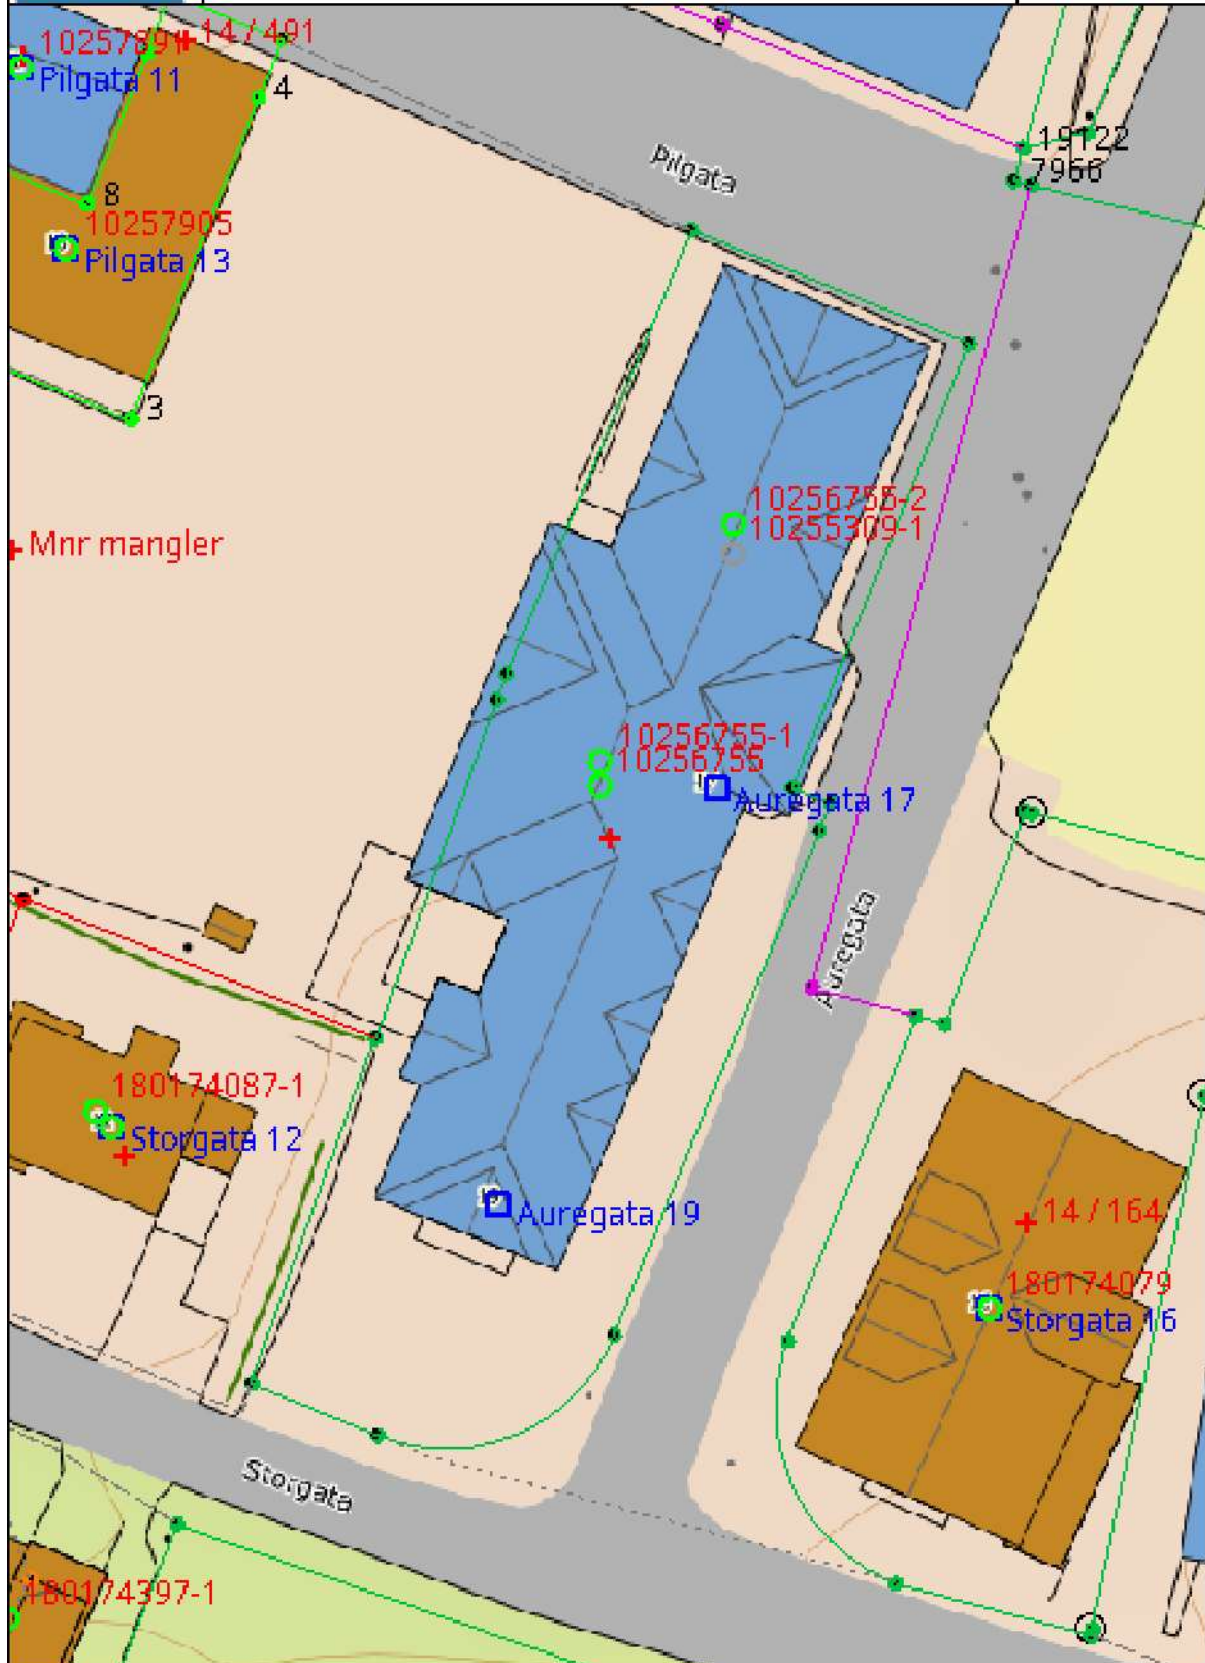 10257891
14 / 491
Pilgata 11
4
19122
7966
Pilgata
8
10257905
Pilgata 13
3
10256755-2
10255309-1
Mnr mangler
10256755-1
10256755
Auregata 17
Auregata
180174087-1
Storgata 12
Auregata 19
14 / 164
180174079
Storgata 16
Storgata
180174397-1